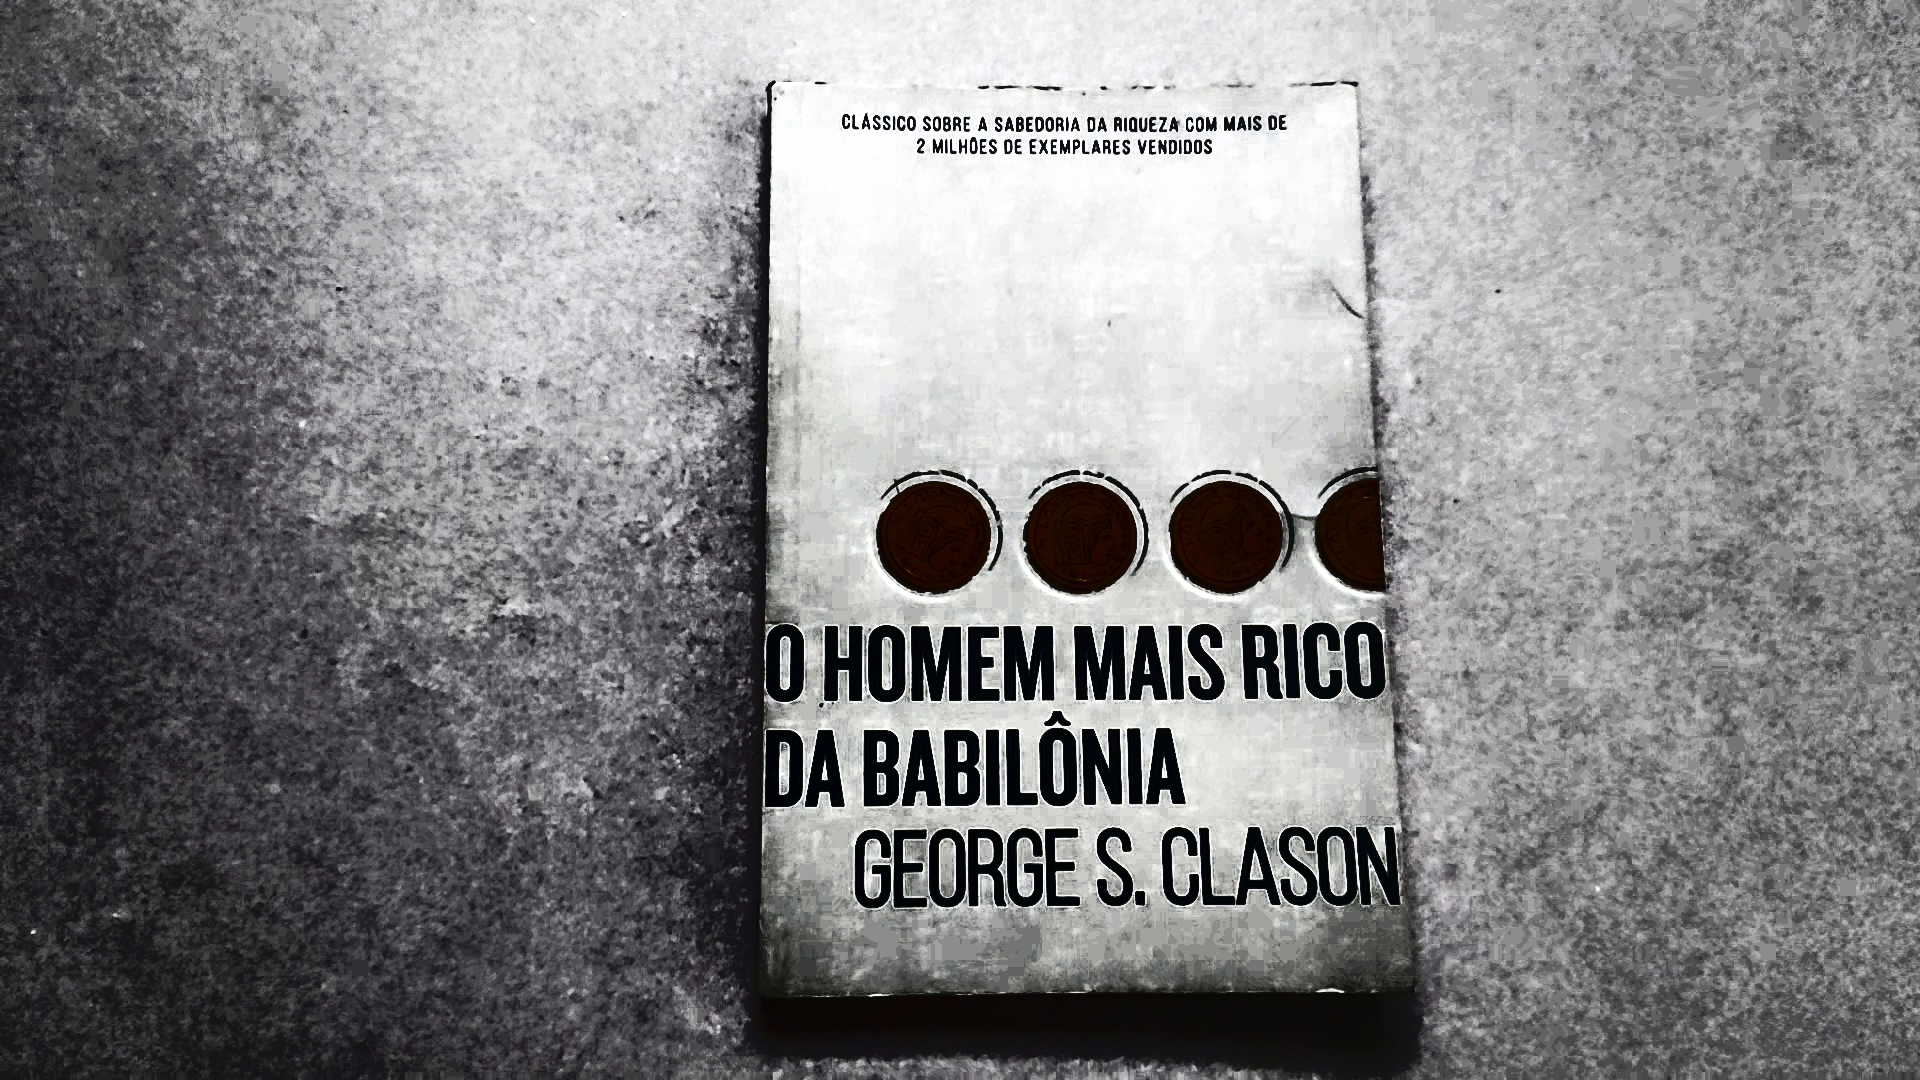 CLÁSSICO SOBRE A SABEDORIA DA RIQUEZA COM MAIS DE
2 MILHÕES DE EXEMPLARES VENDIDOS
O HOMEM MAIS RICO
DA BABILÔNIA
GEORGE S. CLASON